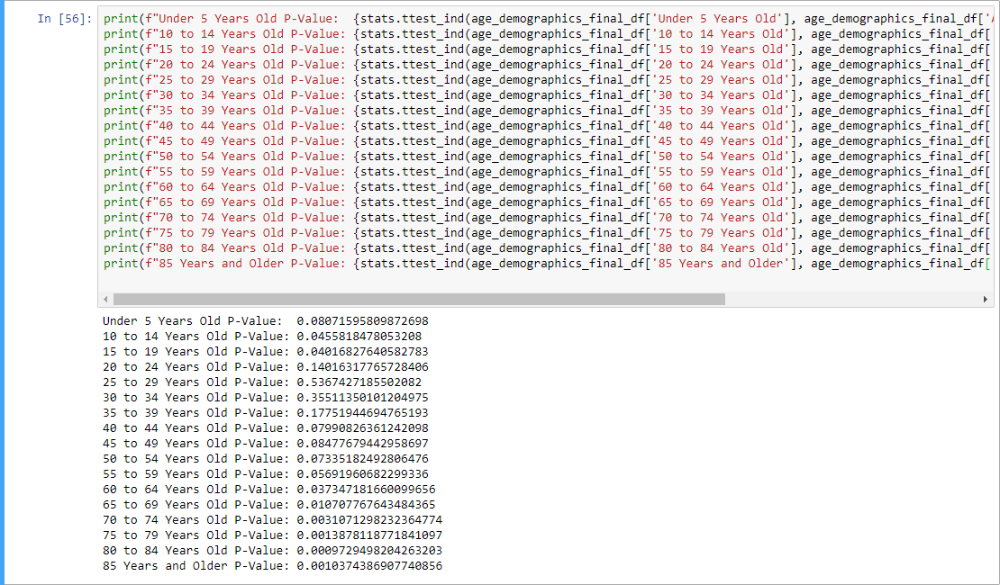 In [56]:
print(f"Under 5 Years Old P-Value:  {stats.ttest_ind(age_demographics_final_df['Under 5 Years Old'], age_demographics_final_df['
print(f"10 to 14 Years Old P-Value: {stats.ttest_ind(age_demographics_final_df['10 to 14 Years Old'], age_demographics_final_df[
print(f"15 to 19 Years Old P-Value: {stats.ttest_ind(age_demographics_final_df['15 to 19 Years Old'], age_demographics_final_df[
print(f"20 to 24 Years Old P-Value: {stats.ttest_ind(age_demographics_final_df['20 to 24 Years Old'], age_demographics_final_df[
print(f"25 to 29 Years Old P-Value: {stats.ttest_ind(age_demographics_final_df['25 to 29 Years Old'], age_demographics_final_df[
print(f"30 to 34 Years Old P-Value: {stats.ttest_ind(age_demographics_final_df['30 to 34 Years Old'], age_demographics_final_df[
print(f"35 to 39 Years Old P-Value: {stats.ttest_ind(age_demographics_final_df['35 to 39 Years Old'], age_demographics_final_df[
print(f"40 to 44 Years Old P-Value: {stats.ttest_ind(age_demographics_final_df['40 to 44 Years Old'], age_demographics_final_df[
print(f"45 to 49 Years Old P-Value: {stats.ttest_ind(age_demographics_final_df['45 to 49 Years Old'], age_demographics_final_df[
print(f"50 to 54 Years Old P-Value: {stats.ttest_ind(age_demographics_final_df['50 to 54 Years Old'], age_demographics_final_df[
print(f"55 to 59 Years Old P-Value: {stats.ttest_ind(age_demographics_final_df['55 to 59 Years Old'], age_demographics_final_df[
print(f"60 to 64 Years Old P-Value: {stats.ttest_ind(age_demographics_final_df['60 to 64 Years Old'], age_demographics_final_df[
print(f"65 to 69 Years Old P-Value: {stats.ttest_ind(age_demographics_final_df['65 to 69 Years Old'], age_demographics_final_df[
print(f"70 to 74 Years Old P-Value: {stats.ttest_ind(age_demographics_final_df['70 to 74 Years Old'], age_demographics_final_df[
print(f"75 to 79 Years Old P-Value: {stats.ttest_ind(age_demographics_final_df['75 to 79 Years Old'], age_demographics_final_df[
print(f"80 to 84 Years Old P-Value: {stats.ttest_ind(age_demographics_final_df['80 to 84 Years Old'], age_demographics_final_df[
print(f"85 Years and Older P-Value: {stats.ttest_ind(age_demographics_final_df['85 Years and Older'], age_demographics_final_df[
Under 5 Years Old P-Value:  0.08071595809872698
10 to 14 Years Old P-Value: 0.0455818478053208
15 to 19 Years Old P-Value: 0.04016827640582783
20 to 24 Years Old P-Value: 0.14016317765728406
25 to 29 Years Old P-Value: 0.5367427185502082
30 to 34 Years Old P-Value: 0.35511350101204975
35 to 39 Years Old P-Value: 0.17751944694765193
40 to 44 Years Old P-Value: 0.07990826361242098
45 to 49 Years Old P-Value: 0.08477679442958697
50 to 54 Years Old P-Value: 0.07335182492806476
55 to 59 Years Old P-Value: 0.05691960682299336
60 to 64 Years Old P-Value: 0.037347181660099656
65 to 69 Years Old P-Value: 0.010707767643484365
70 to 74 Years Old P-Value: 0.0031071298232364774
75 to 79 Years Old P-Value: 0.0013878118771841097
80 to 84 Years Old P-Value: 0.0009729498204263203
85 Years and Older P-Value: 0.0010374386907740856